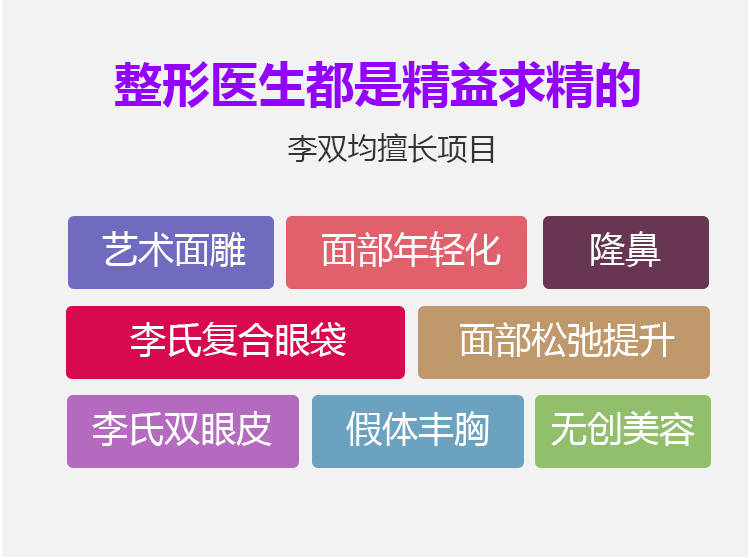 整形医生都是精益求精的
李双均擅长项目
艺术面雕 面部年轻化 隆鼻
李氏复合眼袋 面部松弛提升
李氏双眼皮 假体丰胸 无创美容